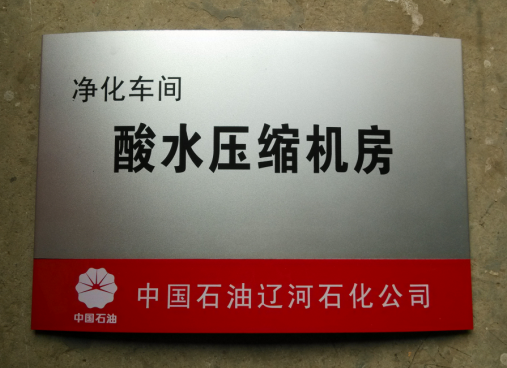 净化车间
酸水压缩机房
中国石油
中国石油辽河石化公司